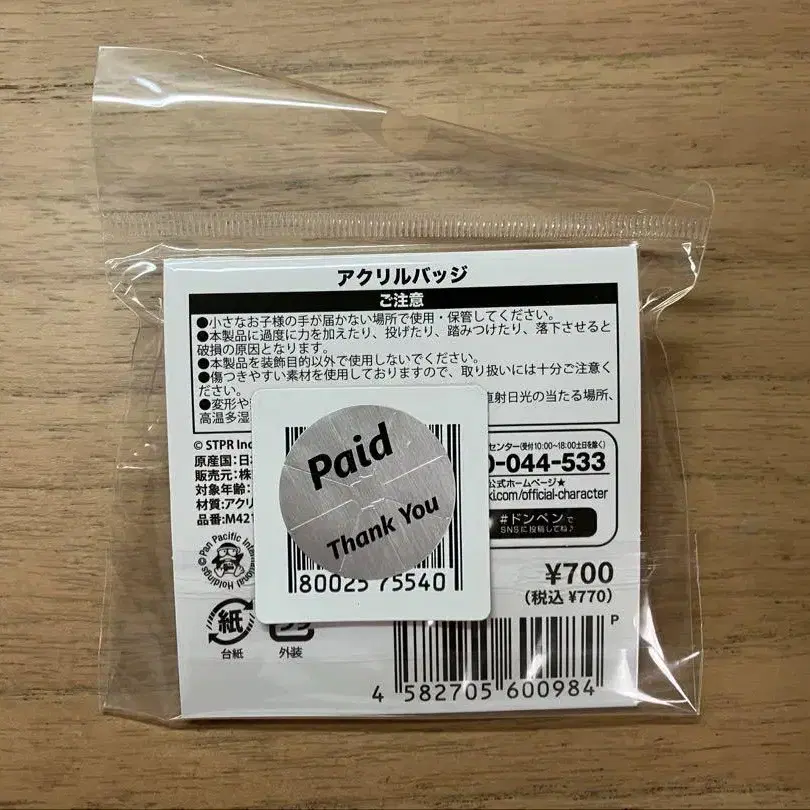 アクリルバッジ
ご注意
●小さなお子様の手が届かない場所で使用・保管してください。
●本製品に過度に力を加えたり、投げたり、踏みつけたり、落下させると
破損の原因となります。
●本製品を装飾目的以外で使用しないでください。
●傷つきやすい素材を使用しておりますので、取り扱いには十分ご注意く
ださい。
●変形や 直射日光の当たる場所、
高温多湿
© STPR Inc
センター(受付10:00~18:00土日を除く)
0-044-533
原産国:日
販売元:株
公式ホームページ★
対象年齢:
ki.com/official-character
材質:アクリ
品番:M421
#ドンペンで
SNSに投稿してね♪
Paid
Thank You
80025 75540
© Pan Pacific International Holdings
¥700
(税込 ¥770)
紙
台紙
プラ
外装
P
4 582705 600984